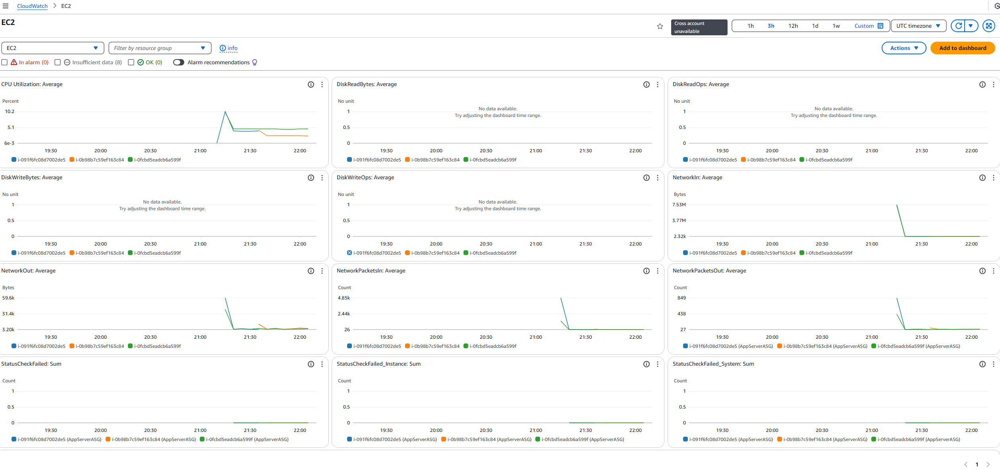 CloudWatch > EC2
EC2
Cross account unavailable
1h 3h 12h 1d 1w Custom
UTC timezone
EC2
Filter by resource group
info
Actions
Add to dashboard
In alarm (0) Insufficient data (8) OK (0) Alarm recommendations
CPU Utilization: Average
Percent
10.2
5.1
6e-3
19:30 20:00 20:30 21:00 21:30 22:00
i-091f6fc08d7002de5 i-0b98b7c59ef163c84 i-0fcbd5eadcb6a599f
DiskReadBytes: Average
No unit
No data available.
Try adjusting the dashboard time range.
1
0.5
0
19:30 20:00 20:30 21:00 21:30 22:00
i-091f6fc08d7002de5 i-0b98b7c59ef163c84 i-0fcbd5eadcb6a599f
DiskReadOps: Average
No unit
No data available.
Try adjusting the dashboard time range.
1
0.5
0
19:30 20:00 20:30 21:00 21:30 22:00
i-091f6fc08d7002de5 i-0b98b7c59ef163c84 i-0fcbd5eadcb6a599f
DiskWriteBytes: Average
No unit
No data available.
Try adjusting the dashboard time range.
1
0.5
0
19:30 20:00 20:30 21:00 21:30 22:00
i-091f6fc08d7002de5 i-0b98b7c59ef163c84 i-0fcbd5eadcb6a599f
DiskWriteOps: Average
No unit
No data available.
Try adjusting the dashboard time range.
1
0.5
0
19:30 20:00 20:30 21:00 21:30 22:00
i-091f6fc08d7002de5 i-0b98b7c59ef163c84 i-0fcbd5eadcb6a599f
NetworkIn: Average
Bytes
7.53M
3.77M
2.32k
19:30 20:00 20:30 21:00 21:30 22:00
i-091f6fc08d7002de5 i-0b98b7c59ef163c84 i-0fcbd5eadcb6a599f
NetworkOut: Average
Bytes
59.6k
31.4k
3.20k
19:30 20:00 20:30 21:00 21:30 22:00
i-091f6fc08d7002de5 i-0b98b7c59ef163c84 i-0fcbd5eadcb6a599f
NetworkPacketsIn: Average
Count
4.85k
2.44k
26
19:30 20:00 20:30 21:00 21:30 22:00
i-091f6fc08d7002de5 i-0b98b7c59ef163c84 i-0fcbd5eadcb6a599f
NetworkPacketsOut: Average
Count
849
438
27
19:30 20:00 20:30 21:00 21:30 22:00
i-091f6fc08d7002de5 (AppServerASG) i-0b98b7c59ef163c84 (AppServerASG) i-0fcbd5eadcb6a599f (AppServerASG)
StatusCheckFailed: Sum
Count
1
0.5
0
19:30 20:00 20:30 21:00 21:30 22:00
i-091f6fc08d7002de5 (AppServerASG) i-0b98b7c59ef163c84 (AppServerASG) i-0fcbd5eadcb6a599f (AppServerASG)
StatusCheckFailed_Instance: Sum
Count
1
0.5
0
19:30 20:00 20:30 21:00 21:30 22:00
i-091f6fc08d7002de5 (AppServerASG) i-0b98b7c59ef163c84 (AppServerASG) i-0fcbd5eadcb6a599f (AppServerASG)
StatusCheckFailed_System: Sum
Count
1
0.5
0
19:30 20:00 20:30 21:00 21:30 22:00
i-091f6fc08d7002de5 (AppServerASG) i-0b98b7c59ef163c84 (AppServerASG) i-0fcbd5eadcb6a599f (AppServerASG)
1